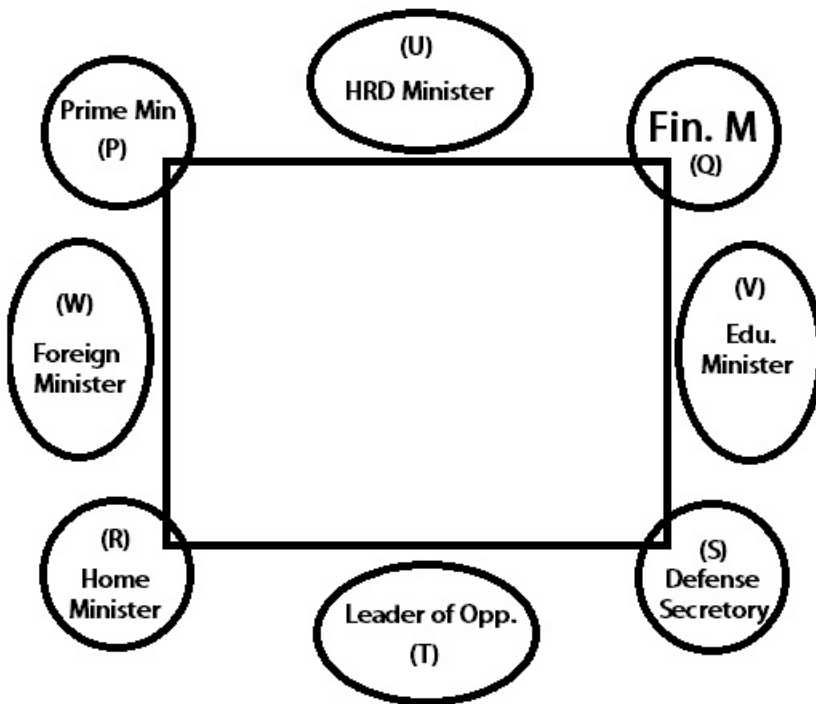 (U)
HRD Minister
Prime Min
(P)
Fin. M
(Q)
(W)
Foreign
Minister
(V)
Edu.
Minister
(R)
Home
Minister
Leader of Opp.
(T)
(S)
Defense
Secretory